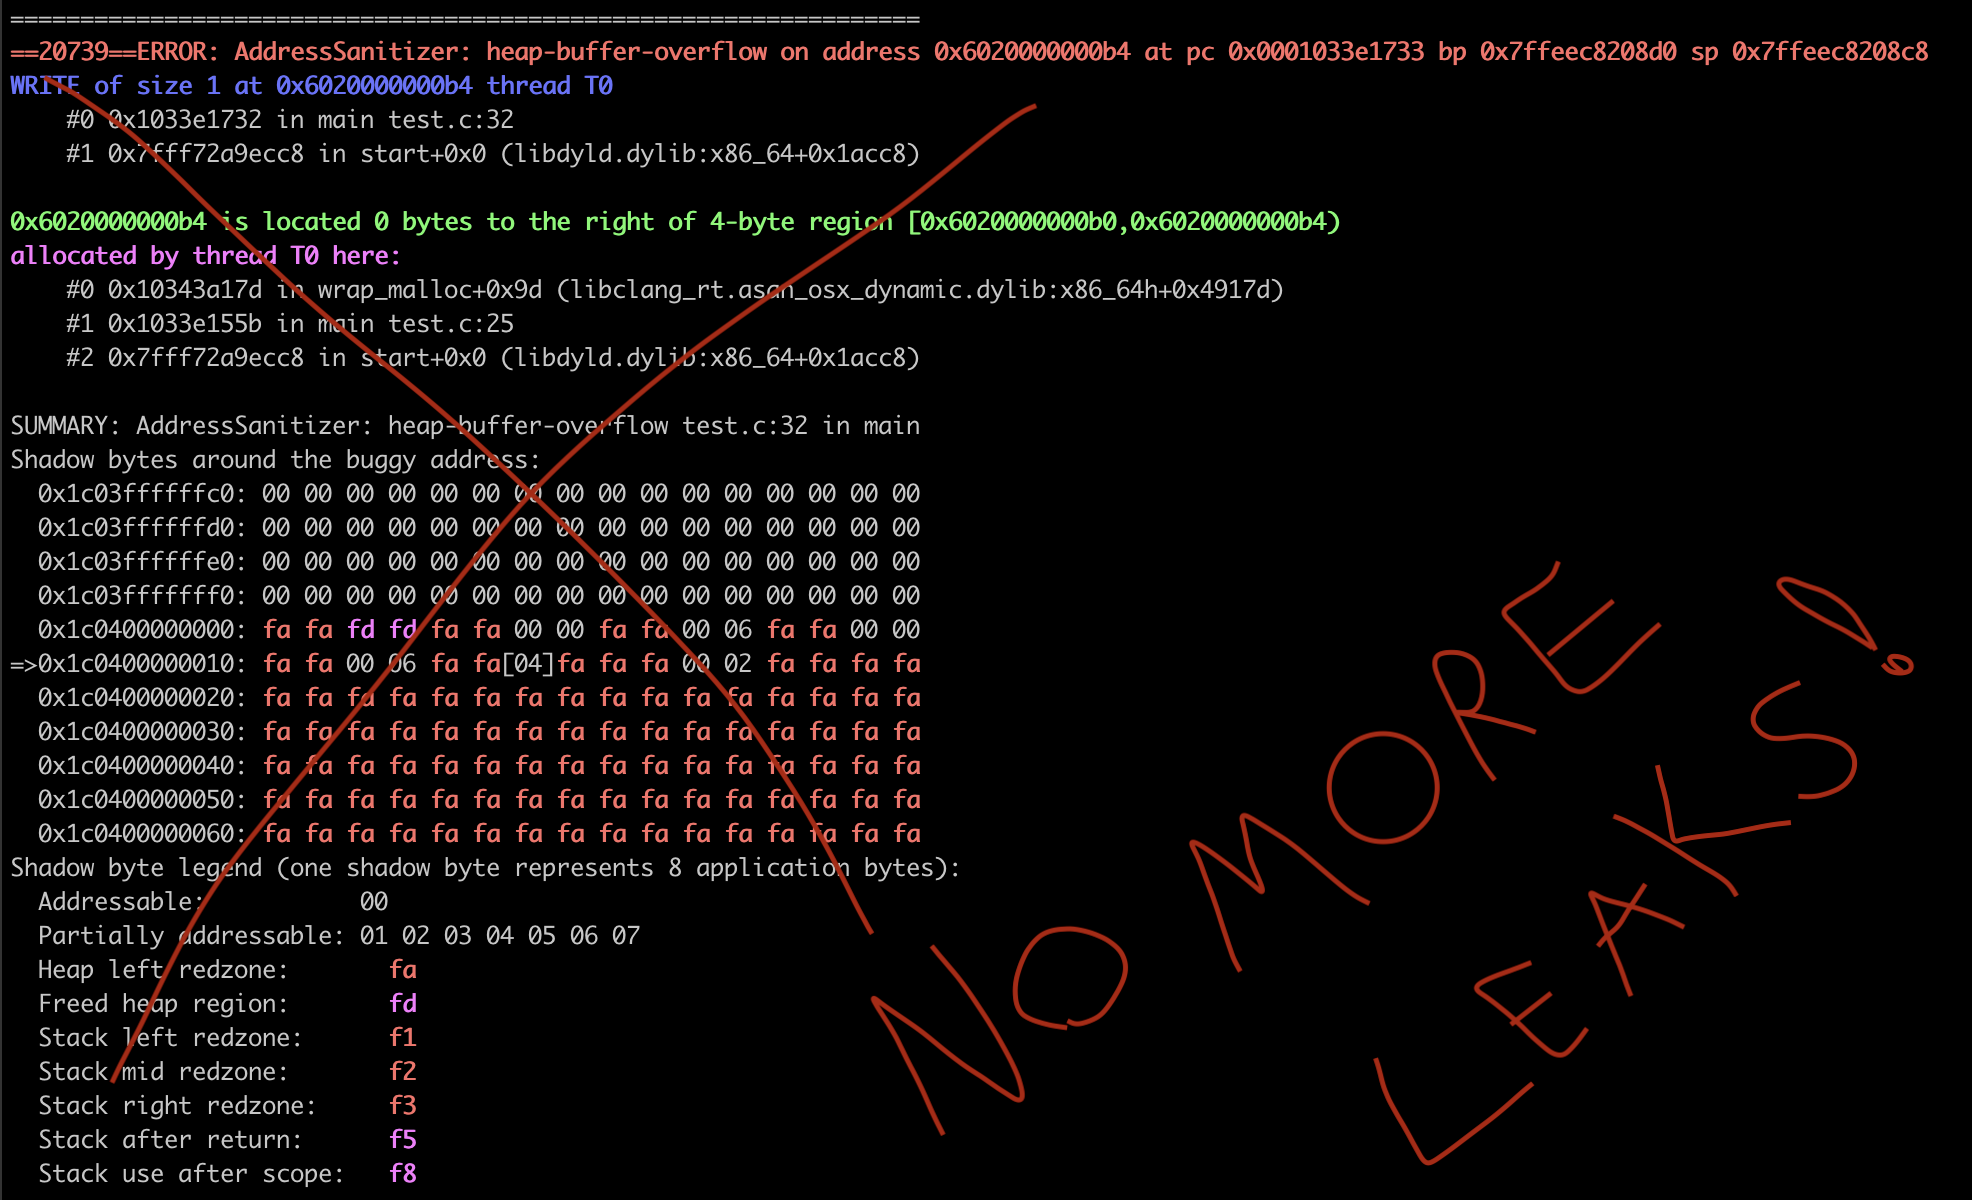 =================================================================
==20739==ERROR: AddressSanitizer: heap-buffer-overflow on address 0x6020000000b4 at pc 0x0001033e1733 bp 0x7ffeec8208d0 sp 0x7ffeec8208c8
WRITE of size 1 at 0x6020000000b4 thread T0
    #0 0x1033e1732 in main test.c:32
    #1 0x7fff72a9ecc8 in start+0x0 (libdyld.dylib:x86_64+0x1acc8)

0x6020000000b4 is located 0 bytes to the right of 4-byte region [0x6020000000b0,0x6020000000b4)
allocated by thread T0 here:
    #0 0x10343a17d in wrap_malloc+0x9d (libclang_rt.asan_osx_dynamic.dylib:x86_64h+0x4917d)
    #1 0x1033e155b in main test.c:25
    #2 0x7fff72a9ecc8 in start+0x0 (libdyld.dylib:x86_64+0x1acc8)

SUMMARY: AddressSanitizer: heap-buffer-overflow test.c:32 in main
Shadow bytes around the buggy address:
  0x1c03ffffffc0: 00 00 00 00 00 00 00 00 00 00 00 00 00 00 00 00
  0x1c03ffffffd0: 00 00 00 00 00 00 00 00 00 00 00 00 00 00 00 00
  0x1c03ffffffe0: 00 00 00 00 00 00 00 00 00 00 00 00 00 00 00 00
  0x1c03fffffff0: 00 00 00 00 00 00 00 00 00 00 00 00 00 00 00 00
  0x1c0400000000: fa fa fd fd fa fa 00 00 fa fa 00 06 fa fa 00 00
=>0x1c0400000010: fa fa 00 06 fa fa[04]fa fa fa 00 02 fa fa fa fa
  0x1c0400000020: fa fa fa fa fa fa fa fa fa fa fa fa fa fa fa fa
  0x1c0400000030: fa fa fa fa fa fa fa fa fa fa fa fa fa fa fa fa
  0x1c0400000040: fa fa fa fa fa fa fa fa fa fa fa fa fa fa fa fa
  0x1c0400000050: fa fa fa fa fa fa fa fa fa fa fa fa fa fa fa fa
  0x1c0400000060: fa fa fa fa fa fa fa fa fa fa fa fa fa fa fa fa
Shadow byte legend (one shadow byte represents 8 application bytes):
  Addressable:           00
  Partially addressable: 01 02 03 04 05 06 07
  Heap left redzone:       fa
  Freed heap region:       fd
  Stack left redzone:      f1
  Stack mid redzone:       f2
  Stack right redzone:     f3
  Stack after return:      f5
  Stack use after scope:   f8
NO MORE
LEAKS!